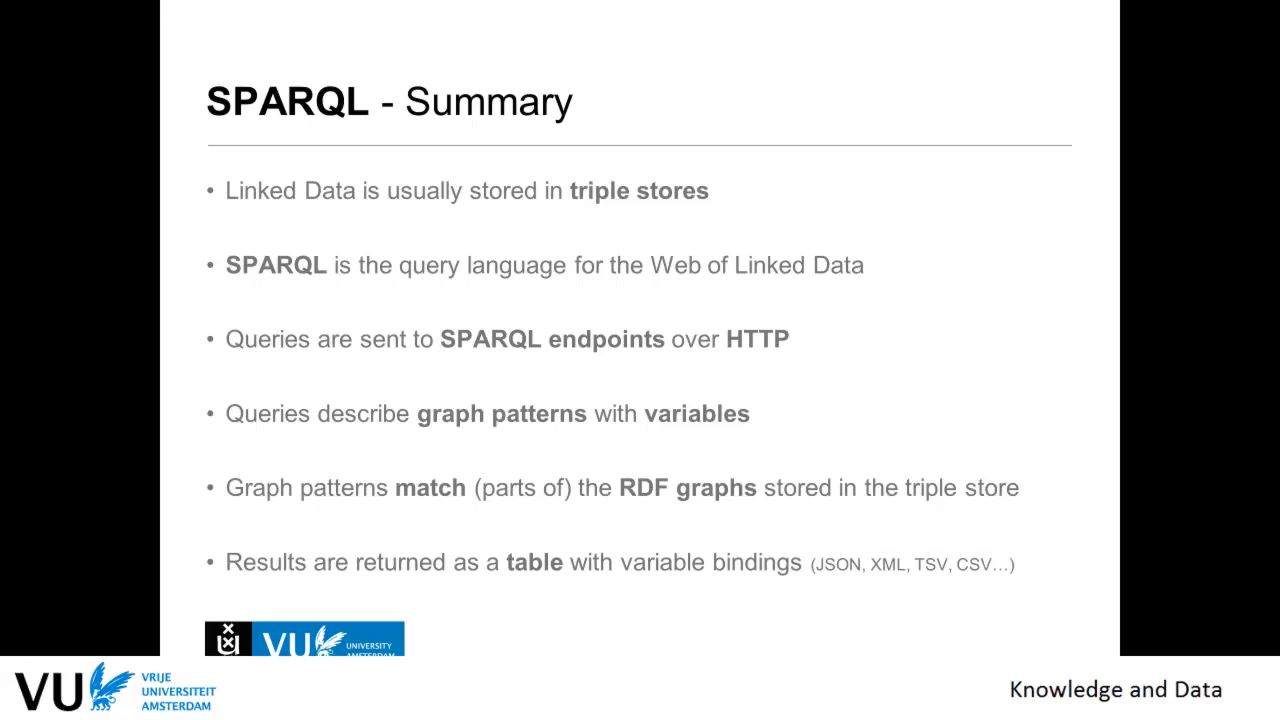 SPARQL - Summary
• Linked Data is usually stored in triple stores
• SPARQL is the query language for the Web of Linked Data
• Queries are sent to SPARQL endpoints over HTTP
• Queries describe graph patterns with variables
• Graph patterns match (parts of) the RDF graphs stored in the triple store
• Results are returned as a table with variable bindings (JSON, XML, TSV, CSV…)
VU UNIVERSITY
AMSTERDAM
VU VRIJE
UNIVERSITEIT
AMSTERDAM
Knowledge and Data